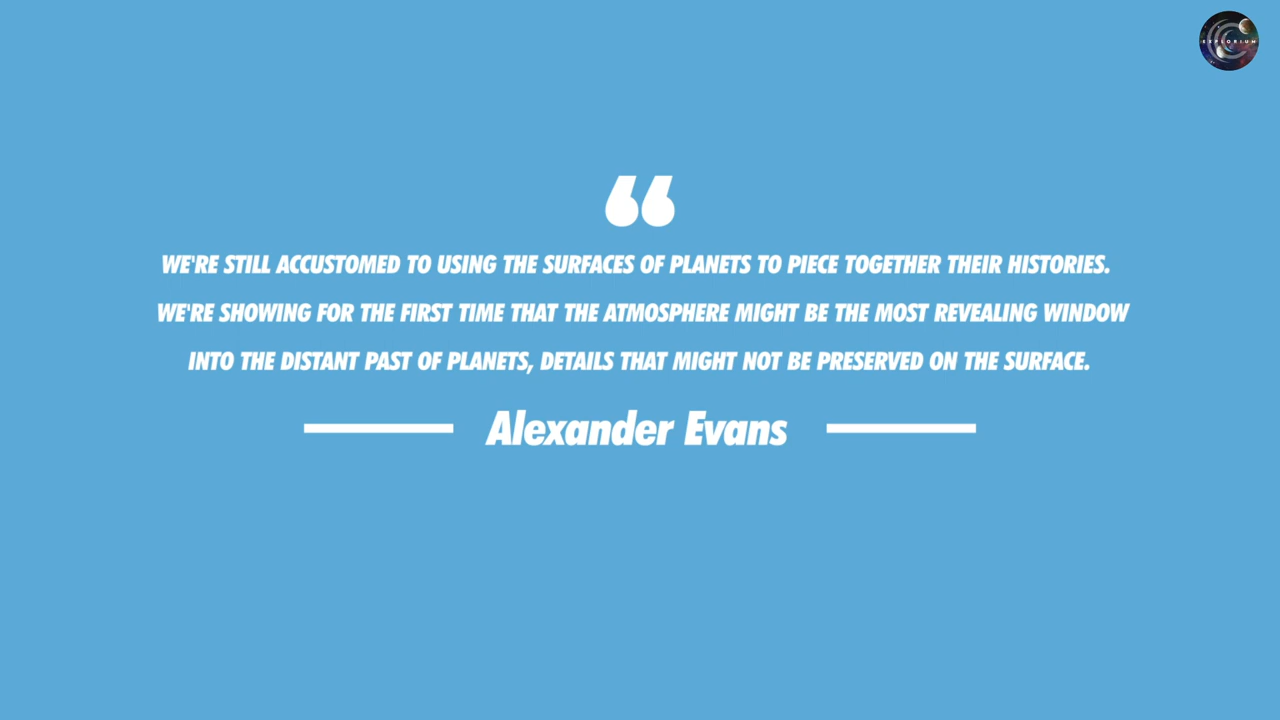 EXPLORIUM
“
WE'RE STILL ACCUSTOMED TO USING THE SURFACES OF PLANETS TO PIECE TOGETHER THEIR HISTORIES.
WE'RE SHOWING FOR THE FIRST TIME THAT THE ATMOSPHERE MIGHT BE THE MOST REVEALING WINDOW
INTO THE DISTANT PAST OF PLANETS, DETAILS THAT MIGHT NOT BE PRESERVED ON THE SURFACE.
Alexander Evans